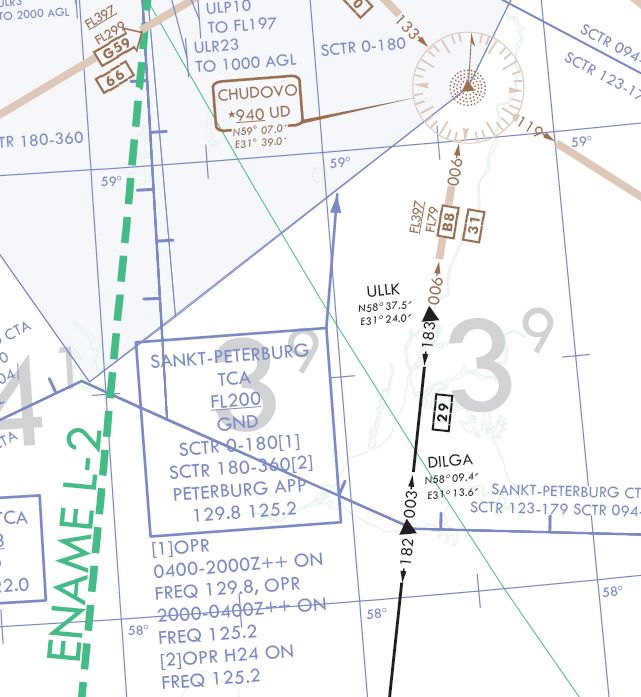 TO 2000 AGL
FL397
FL299
G59
66
ULP10
TO FL197
ULR23
TO 1000 AGL
SCTR 0-180
133
SCTR 094-
SCTR 123-17
CHUDOVO
*940 UD
N59° 07.0´
E31° 39.0´
TR 180-360
59°
59°
59°
119
006
FL397
FL79
B8
31
006
ULLK
N58° 37.5´
E31° 24.0´
183
39
39
41
CTA
CTA
SANKT-PETERBURG
TCA
FL200
GND
SCTR 0-180[1]
SCTR 180-360[2]
PETERBURG APP
129.8 125.2
29
DILGA
N58° 09.4´
E31° 13.6´
003
SANKT-PETERBURG CT
SCTR 123-179 SCTR 094-
182
ENAME L-2
TCA
2.0
[1]OPR
0400-2000Z++ ON
FREQ 129,8, OPR
2000-0400Z++ ON
FREQ 125.2
[2]OPR H24 ON
FREQ 125.2
58°
58°
58°